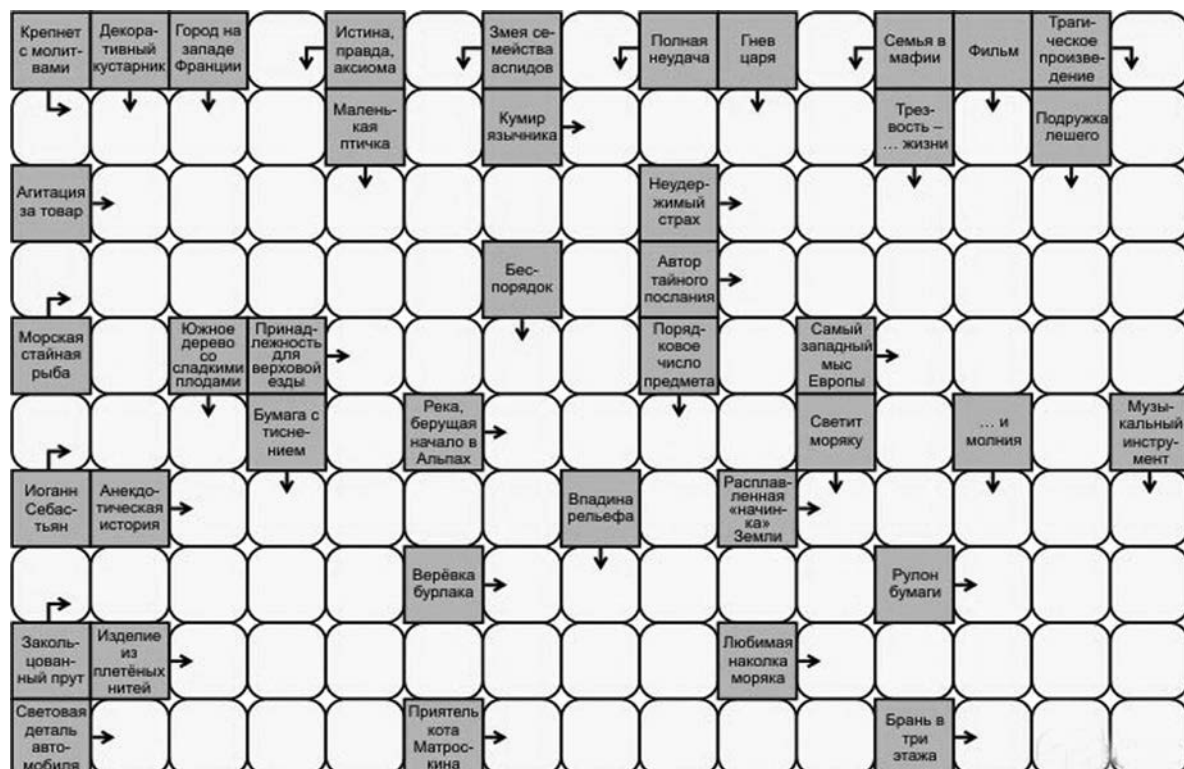 Крепнет
с молит-
вами
Декора-
тивный
кустарник
Город на
западе
Франции
Истина,
правда,
аксиома
Змея се-
мейства
аспидов
Полная
неудача
Гнев
царя
Семья в
мафии
Фильм
Траги-
ческое
произве-
дение
Малень-
кая
птичка
Кумир
язычника
Трез-
вость –
... жизни
Подружка
лешего
Агитация
за товар
Неудер-
жимый
страх
Бес-
порядок
Автор
тайного
послания
Морская
стайная
рыба
Южное
дерево
со
сладкими
плодами
Принад-
лежность
для
верховой
езды
Поряд-
ковое
число
предмета
Самый
западный
мыс
Европы
Бумага с
тисне-
нием
Река,
берущая
начало в
Альпах
Светит
моряку
... и
молния
Музы-
кальный
инстру-
мент
Иоганн
Себас-
тьян
Анекдо-
тическая
история
Впадина
рельефа
Расплав-
ленная
«начин-
ка»
Земли
Верёвка
бурлака
Рулон
бумаги
Заколь-
цован-
ный прут
Изделие
из
плетёных
нитей
Любимая
наколка
моряка
Световая
деталь
авто-
мобиля
Приятель
кота
Матрос-
кина
Брань в
три
этажа